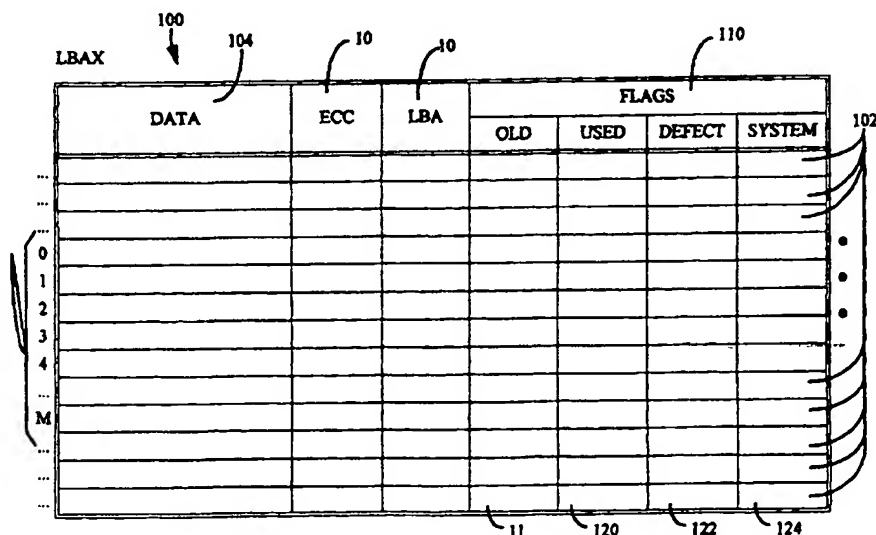 100
104
10
10
110
LBAX
DATA
ECC
LBA
FLAGS
OLD
USED
DEFECT
SYSTEM
102
...
...
...
0
1
2
3
4
...
M
...
...
...
11
120
122
124